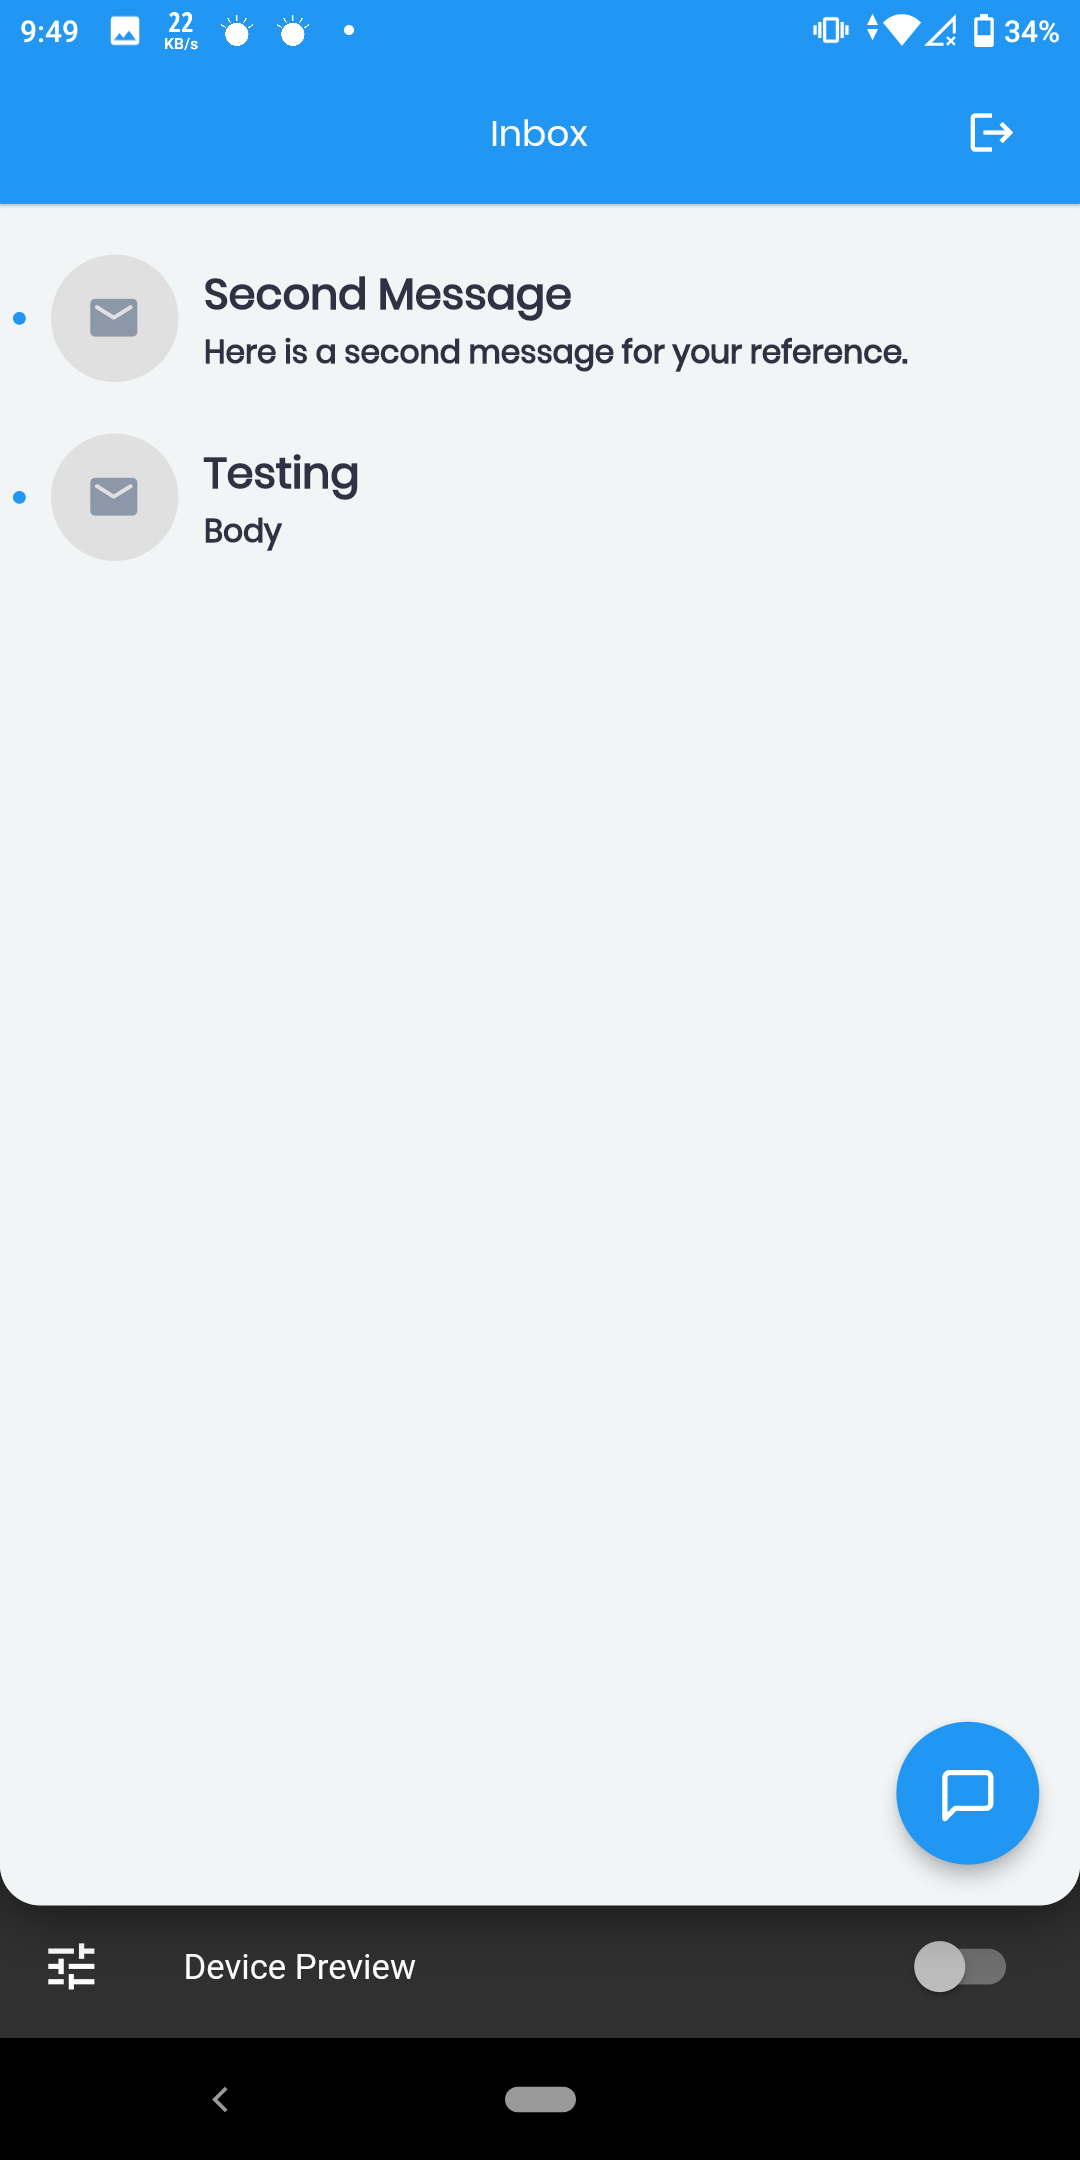 9:49
22
KB/s
34%
Inbox
Second Message
Here is a second message for your reference.
Testing
Body
Device Preview